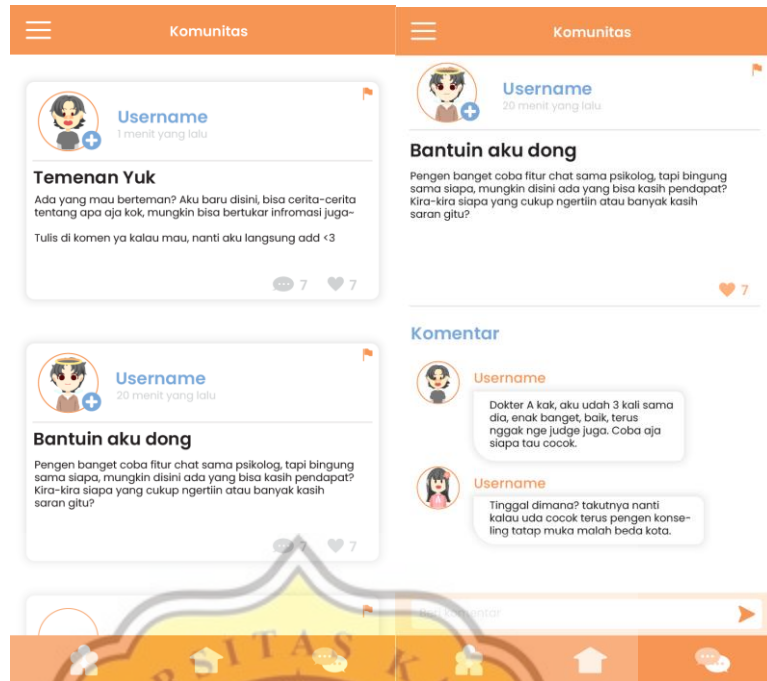 Komunitas
Username
1 menit yang lalu
Temenan Yuk
Ada yang mau berteman? Aku baru disini, bisa cerita-cerita
tentang apa aja kok, mungkin bisa bertukar infromasi juga-
Tulis di komen ya kalau mau, nanti aku langsung add <3
7 7
Username
20 menit yang lalu
Bantuin aku dong
Pengen banget coba fitur chat sama psikolog, tapi bingung
sama siapa, mungkin disini ada yang bisa kasih pendapat?
Kira-kira siapa yang cukup ngertiin atau banyak kasih
saran gitu?
7 7
Komunitas
Username
20 menit yang lalu
Bantuin aku dong
Pengen banget coba fitur chat sama psikolog, tapi bingung
sama siapa, mungkin disini ada yang bisa kasih pendapat?
Kira-kira siapa yang cukup ngertiin atau banyak kasih
saran gitu?
7
Komentar
Username
Dokter A kak, aku udah 3 kali sama
dia, enak banget, baik, terus
nggak nge judge juga. Coba aja
siapa tau cocok.
Username
Tinggal dimana? takutnya nanti
kalau uda cocok terus pengen konse-
ling tatap muka malah beda kota.
Beri komentar